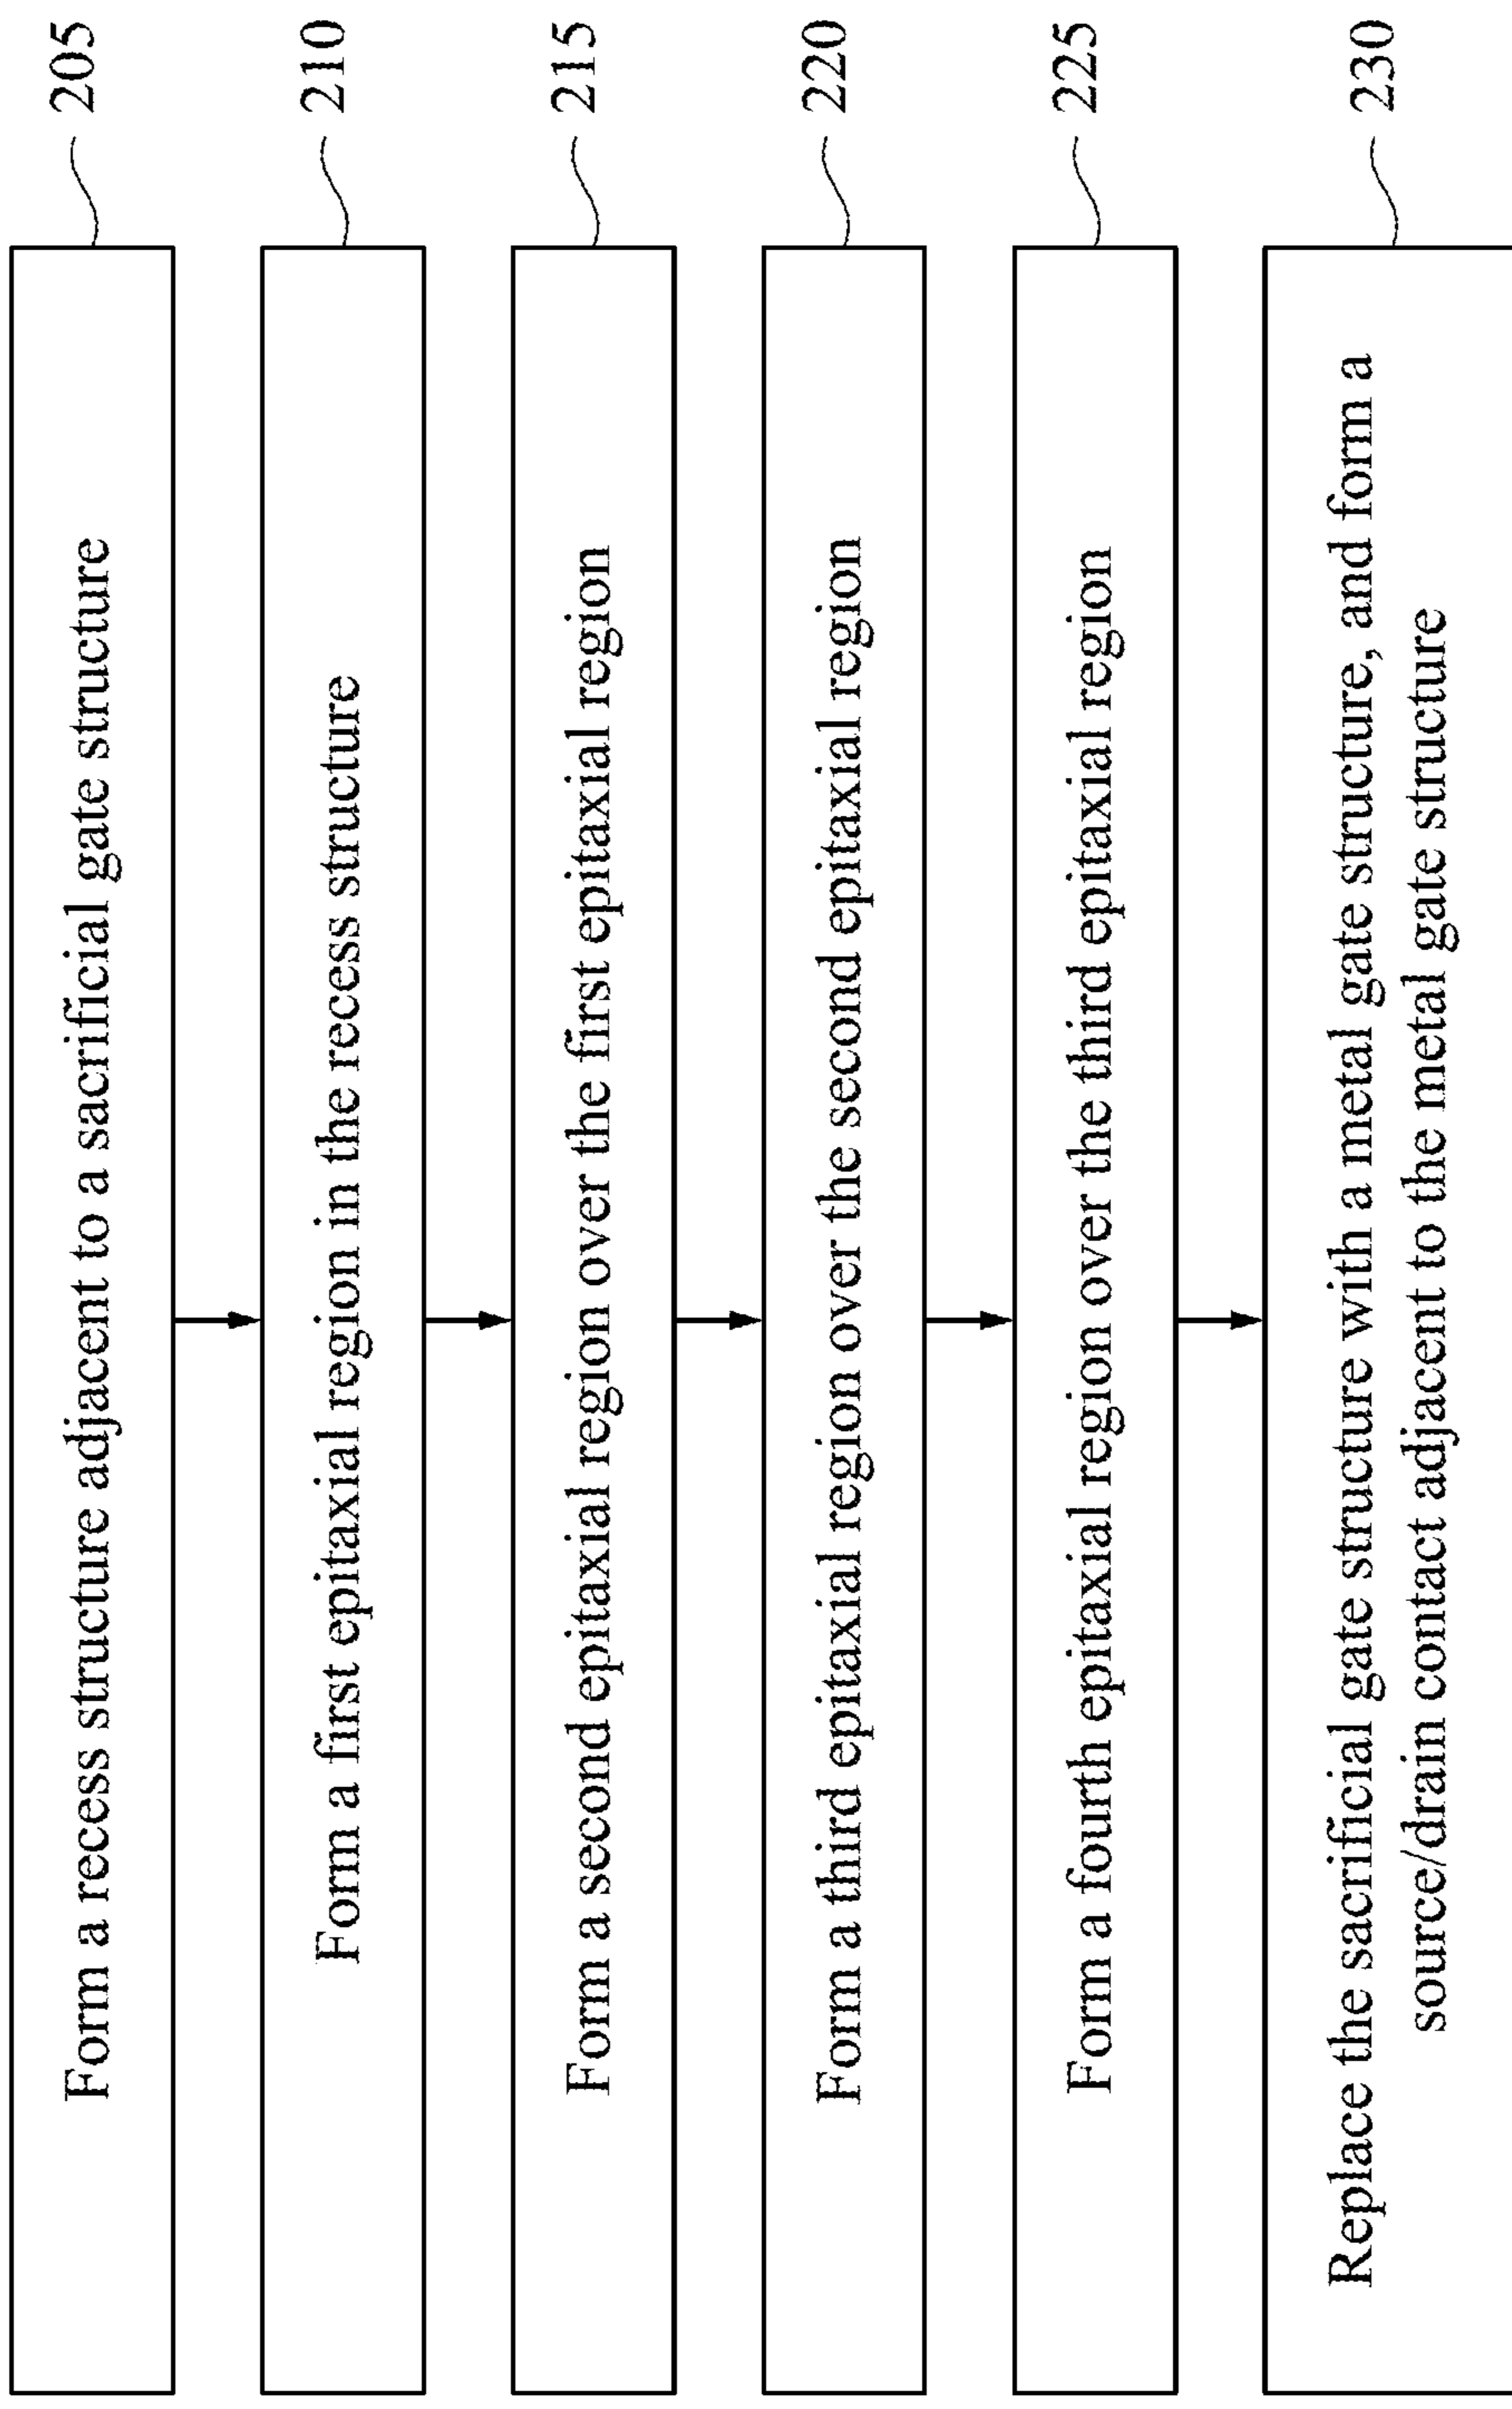 Form a recess structure adjacent to a sacrificial gate structure
205
Form a first epitaxial region in the recess structure
210
Form a second epitaxial region over the first epitaxial region
215
Form a third epitaxial region over the second epitaxial region
220
Form a fourth epitaxial region over the third epitaxial region
225
Replace the sacrificial gate structure with a metal gate structure, and form a
source/drain contact adjacent to the metal gate structure
230